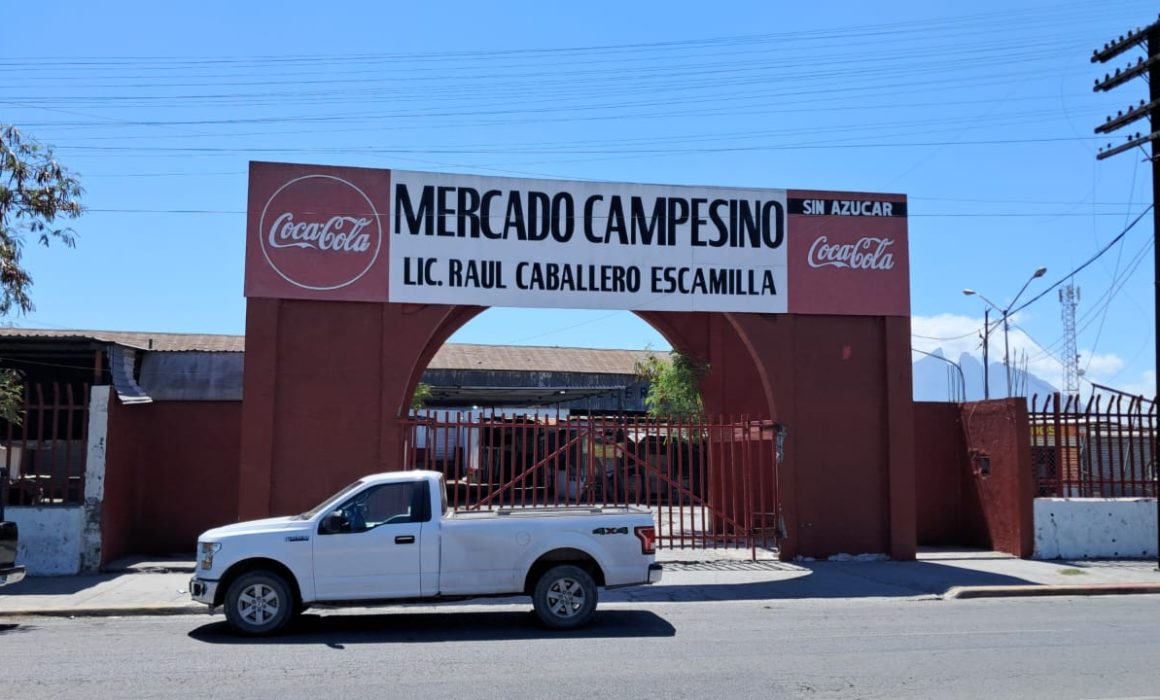 Coca-Cola
MERCADO CAMPESINO
LIC. RAUL CABALLERO ESCAMILLA
SIN AZUCAR
Coca-Cola
4X4